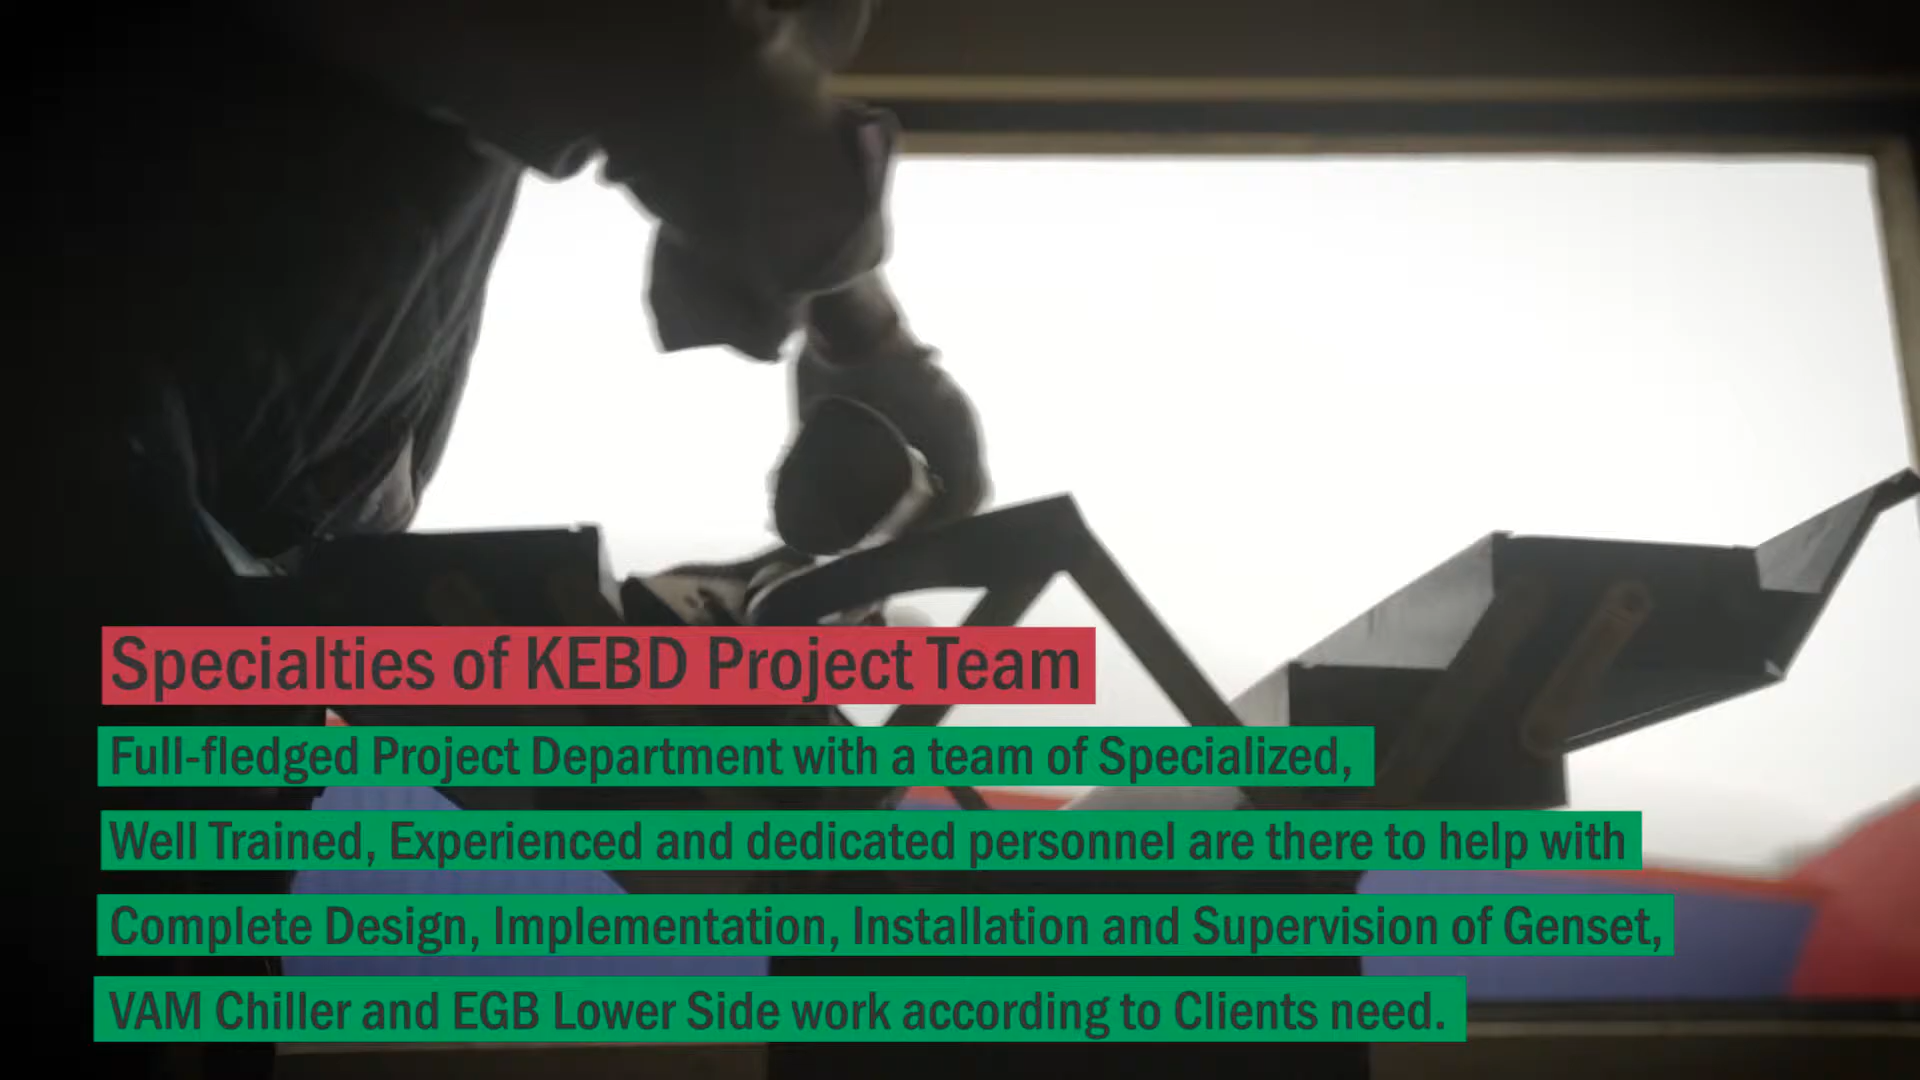 Specialties of KEBD Project Team
Full-fledged Project Department with a team of Specialized,
Well Trained, Experienced and dedicated personnel are there to help with
Complete Design, Implementation, Installation and Supervision of Genset,
VAM Chiller and EGB Lower Side work according to Clients need.